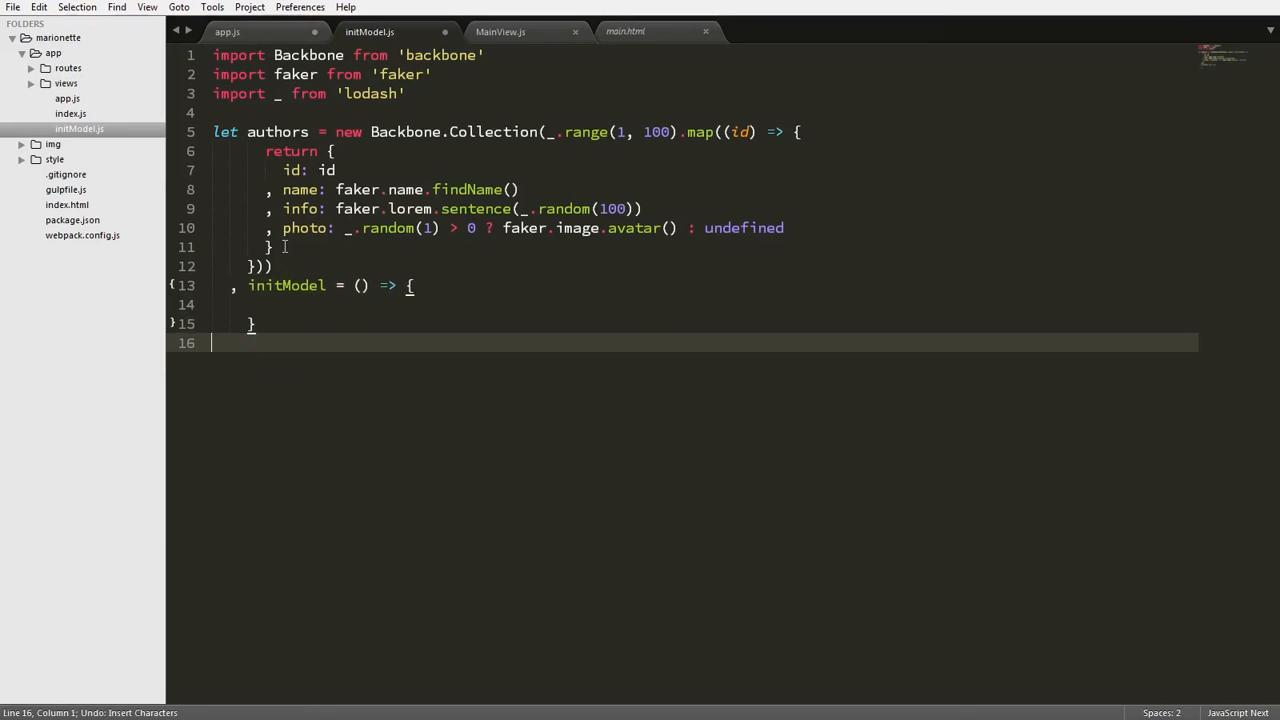 File Edit Selection Find View Goto Tools Project Preferences Help
FOLDERS
marionette
app
routes
views
app.js
index.js
initModel.js
img
style
.gitignore
gulpfile.js
index.html
package.json
webpack.config.js
app.js initModel.js MainView.js main.html
1 import Backbone from 'backbone'
2 import faker from 'faker'
3 import _ from 'lodash'
4
5 let authors = new Backbone.Collection(_.range(1, 100).map((id) => {
6 return {
7 id: id
8 , name: faker.name.findName()
9 , info: faker.lorem.sentence(_.random(100))
10 , photo: _.random(1) > 0 ? faker.image.avatar() : undefined
11 }
12 }))
13 , initModel = () => {
14
15 }
16
Line 16, Column 1; Undo: Insert Characters Spaces: 2 JavaScript Next